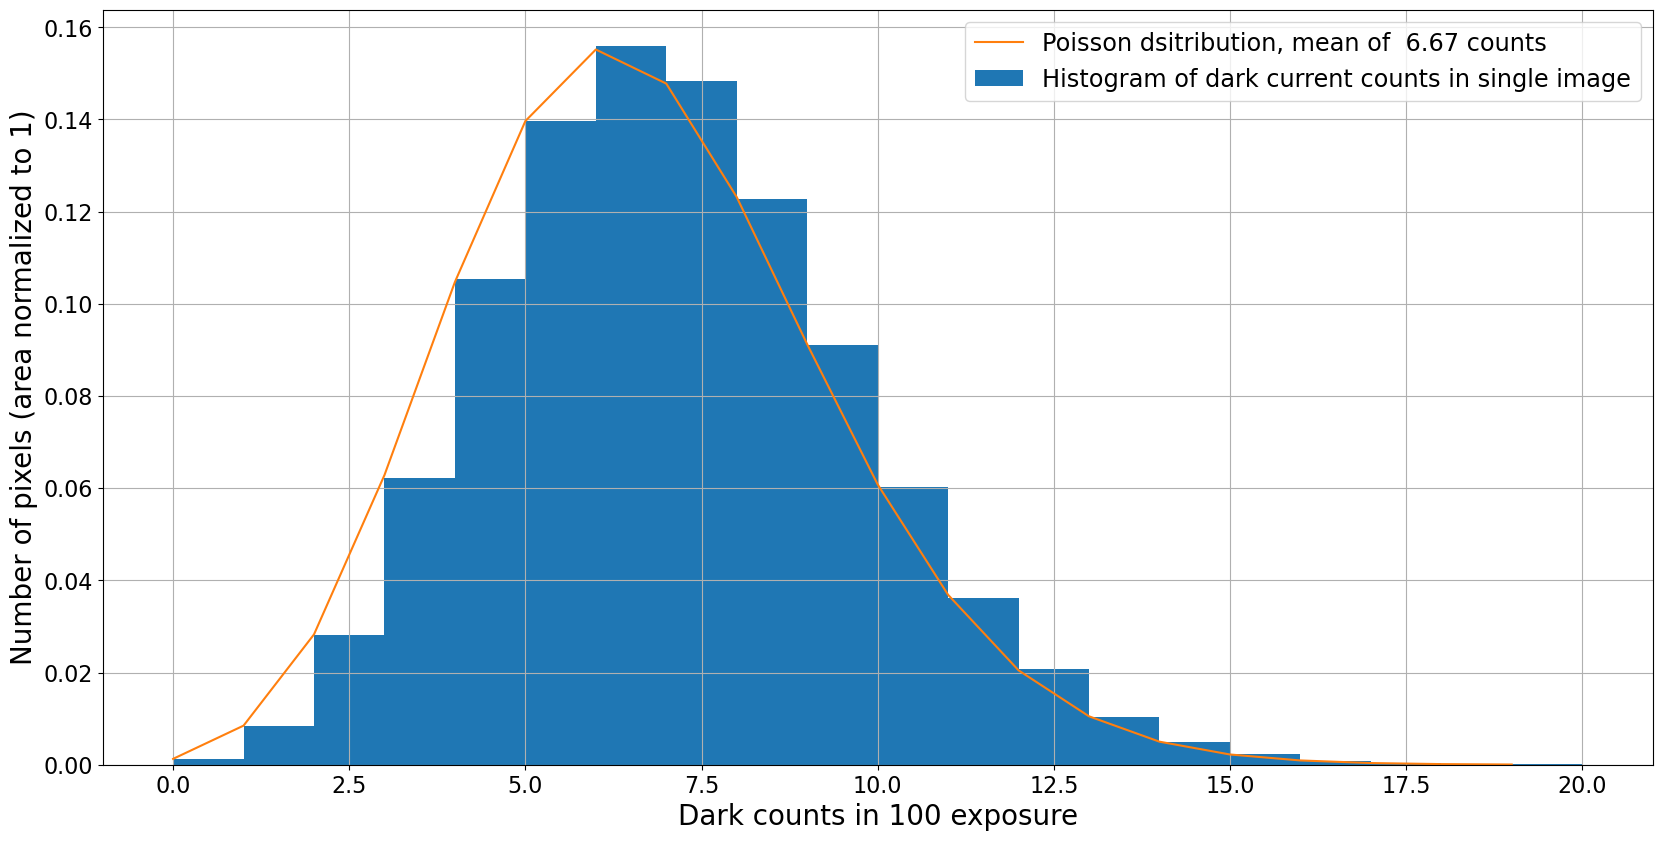 Poisson dsitribution, mean of  6.67 counts
Histogram of dark current counts in single image
Number of pixels (area normalized to 1)
0.16
0.14
0.12
0.10
0.08
0.06
0.04
0.02
0.00
0.0 2.5 5.0 7.5 10.0 12.5 15.0 17.5 20.0
Dark counts in 100 exposure